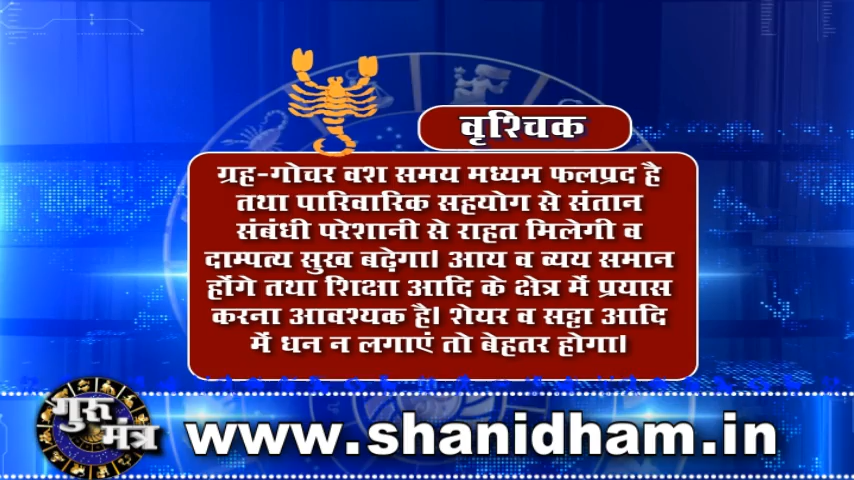 वृश्चिक
ग्रह-गोचर वश समय मध्यम फलप्रद है
तथा पारिवारिक सहयोग से संतान
संबंधी परेशानी से राहत मिलेगी व
दाम्पत्य सुख बढ़ेगा। आय व व्यय समान
होंगे तथा शिक्षा आदि के क्षेत्र में प्रयास
करना आवश्यक है। शेयर व सट्टा आदि
में धन न लगाएं तो बेहतर होगा।
गुरु
मंत्र
www.shanidham.in